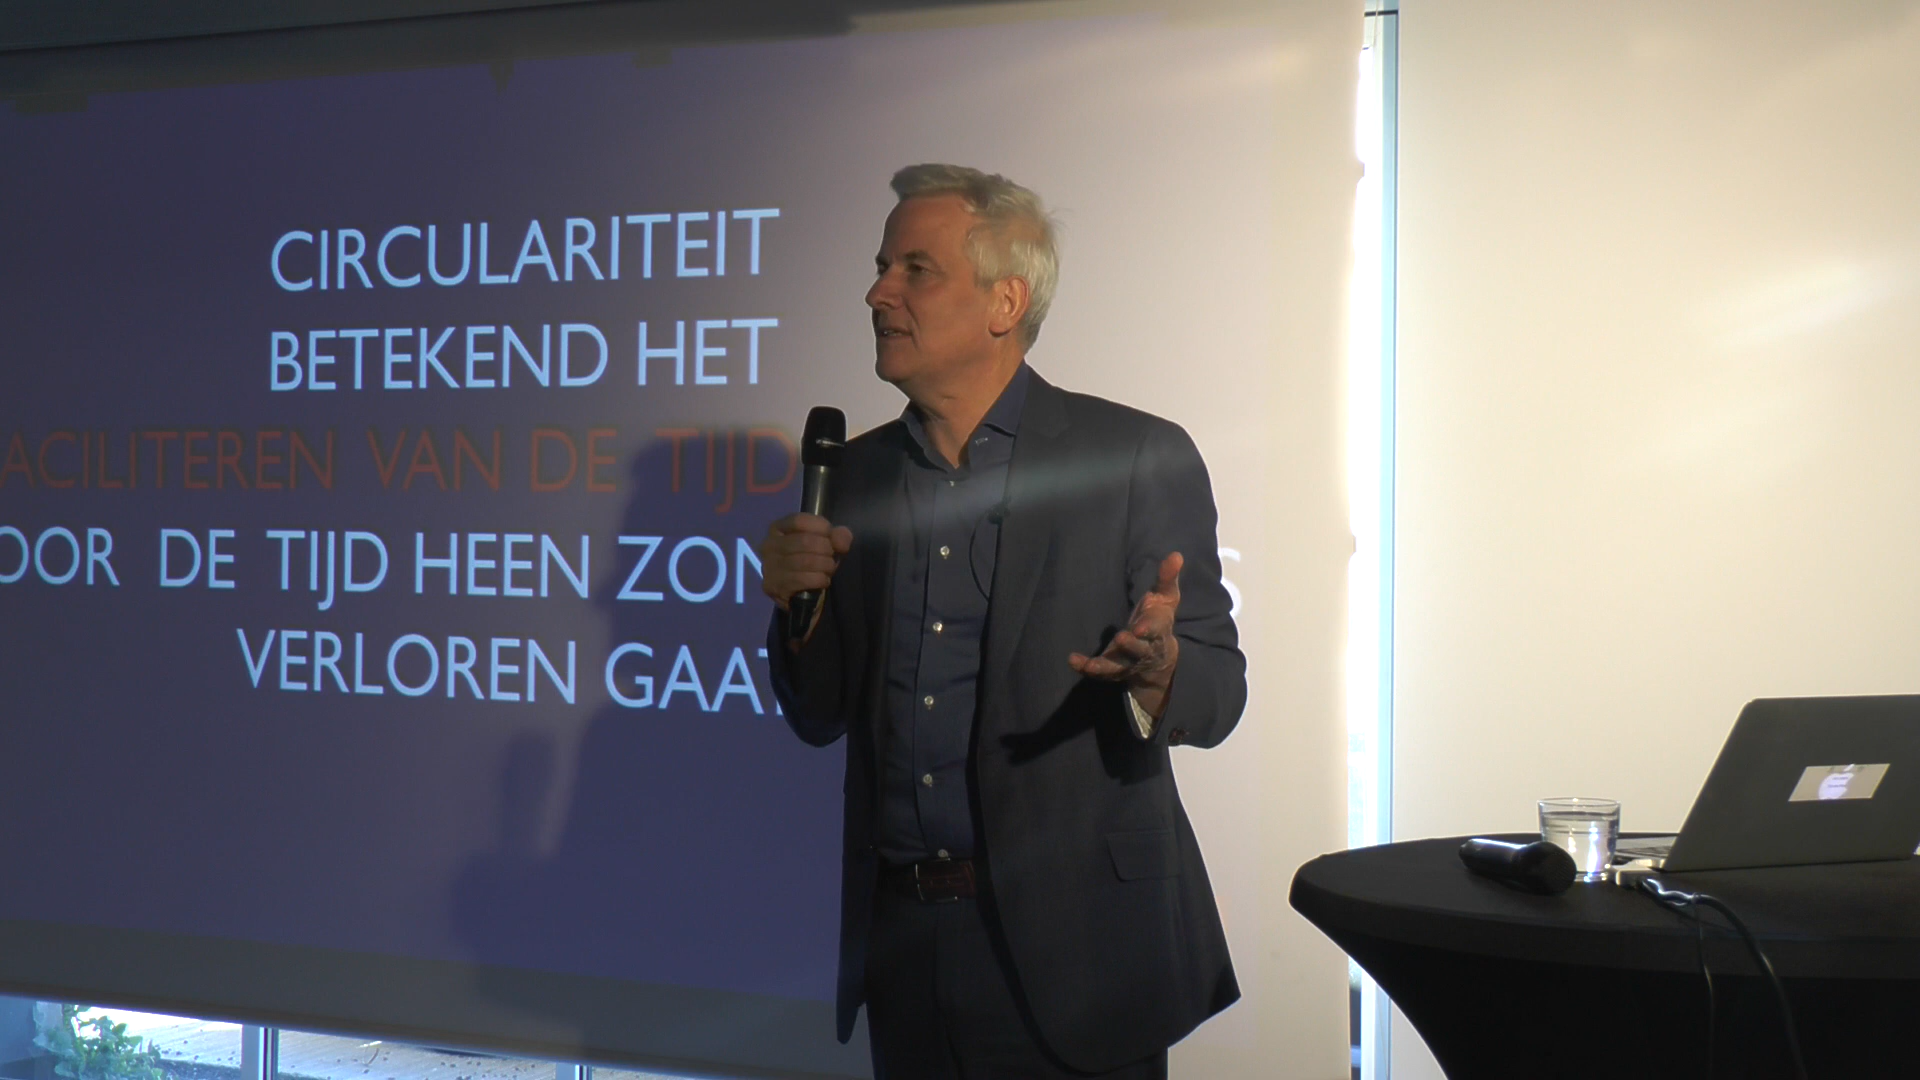 CIRCULARITEIT
BETEKEND HET
ACILITEREN VAN DE TIJD
OOR DE TIJD HEEN ZON S
VERLOREN GAAT